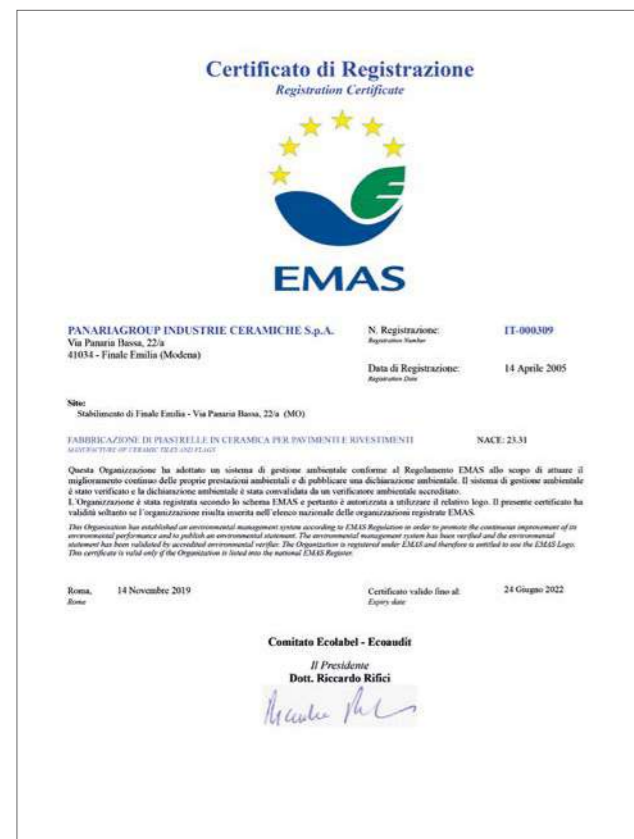 Certificato di Registrazione
Registration Certificate
EMAS
PANARIAGROUP INDUSTRIE CERAMICHE S.p.A.
Via Panaria Bassa, 22/a
41034 - Finale Emilia (Modena)
N. Registrazione: IT-000309
Registration Number
Data di Registrazione: 14 Aprile 2005
Registration Date
Sito:
Stabilimento di Finale Emilia - Via Panaria Bassa, 22/a (MO)
FABBRICAZIONE DI PIASTRELLE IN CERAMICA PER PAVIMENTI E RIVESTIMENTI NACE: 23.31
MANUFACTURE OF CERAMIC TILES AND FLAGS
Questa Organizzazione ha adottato un sistema di gestione ambientale conforme al Regolamento EMAS allo scopo di attuare il
miglioramento continuo delle proprie prestazioni ambientali e di pubblicare una dichiarazione ambientale. Il sistema di gestione ambientale
è stato verificato e la dichiarazione ambientale è stata convalidata da un verificatore ambientale accreditato.
L'Organizzazione è stata registrata secondo lo schema EMAS e pertanto è autorizzata a utilizzare il relativo logo. Il presente certificato ha
validità soltanto se l'organizzazione risulta inserita nell'elenco nazionale delle organizzazioni registrate EMAS.
This Organisation has established an environmental management system according to EMAS Regulation in order to promote the continuous improvement of its
environmental performance and to publish an environmental statement. The environmental management system has been verified and the environmental
statement has been validated by accredited environmental verifier. The Organization is registered under EMAS and therefore is entitled to use the EMAS Logo.
This certificate is valid only if the Organization is listed into the national EMAS Register.
Roma, 14 Novembre 2019
Rome
Certificato valido fino al: 24 Giugno 2022
Expiry date
Comitato Ecolabel - Ecoaudit
Il Presidente
Dott. Riccardo Rifici